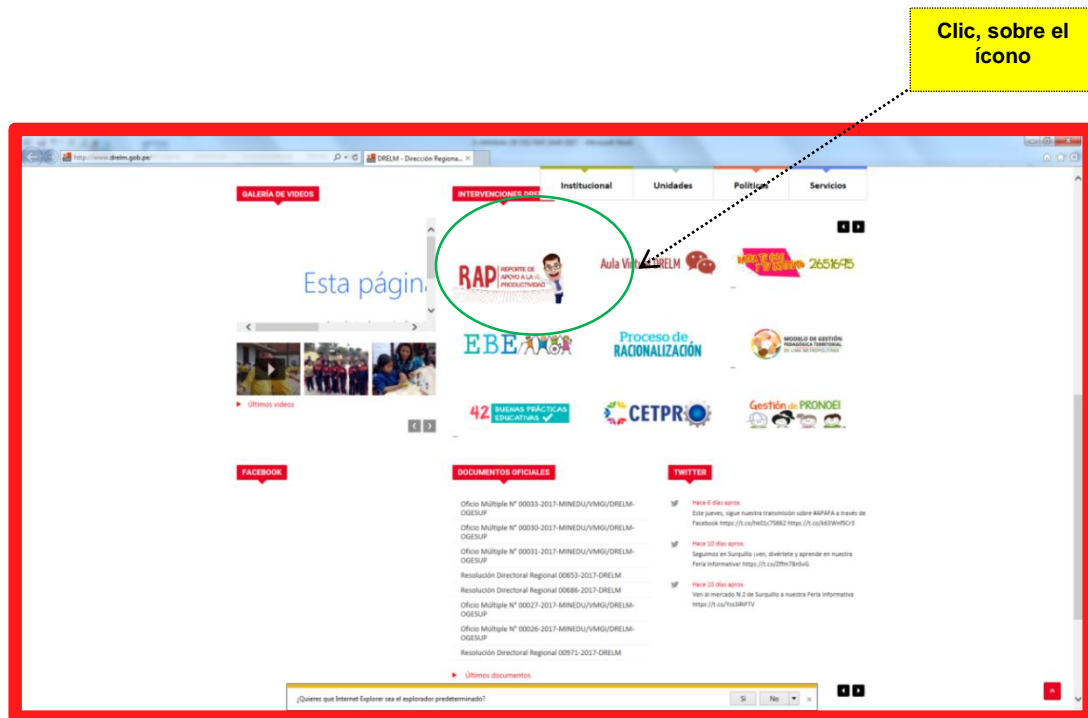 Clic, sobre el
ícono
http://www.drelm.gob.pe/
DRELM - Dirección Regiona...
Institucional
Unidades
Políticas
Servicios
GALERÍA DE VIDEOS
INTERVENCIONES DRE
Esta págin
RAP
REPORTE DE
APOYO A LA
PRODUCTIVIDAD
Aula Virtual DRELM
2651695
EBE
Proceso de
RACIONALIZACIÓN
MODELO DE GESTIÓN
PEDAGÓGICA TERRITORIAL
DE LIMA METROPOLITANA
42 BUENAS PRÁCTICAS
EDUCATIVAS
CETPRO
Gestión de PRONOEI
Últimos videos
FACEBOOK
DOCUMENTOS OFICIALES
Oficio Múltiple N° 00033-2017-MINEDU/VMGI/DRELM-
OGESUP
Oficio Múltiple N° 00030-2017-MINEDU/VMGI/DRELM-
OGESUP
Oficio Múltiple N° 00031-2017-MINEDU/VMGI/DRELM-
OGESUP
Resolución Directoral Regional 00653-2017-DRELM
Resolución Directoral Regional 00686-2017-DRELM
Oficio Múltiple N° 00027-2017-MINEDU/VMGI/DRELM-
OGESUP
Oficio Múltiple N° 00026-2017-MINEDU/VMGI/DRELM-
OGESUP
Resolución Directoral Regional 00971-2017-DRELM
Últimos documentos
TWITTER
Hace 6 días aprox.
Este jueves, sigue nuestra transmisión sobre #APAFA a través de
Facebook
Hace 10 días aprox.
Seguimos en Surquillo ¡ven, diviértete y aprende en nuestra
Feria Informativa!
Hace 10 días aprox.
Ven al mercado N 2 de Surquillo a nuestra Feria Informativa
¿Quieres que Internet Explorer sea el explorador predeterminado?
Sí
No